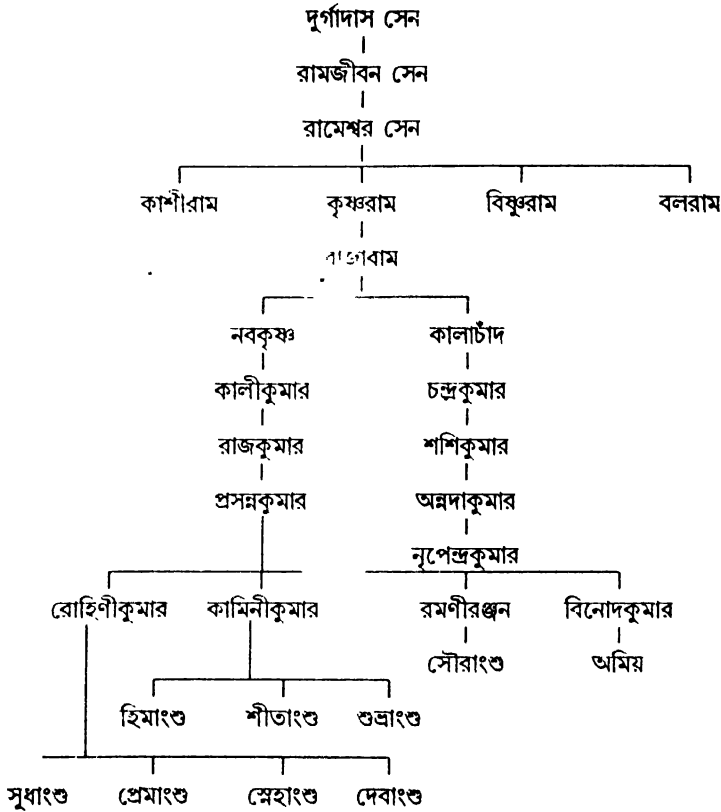 দুর্গাদাস সেন
রামজীবন সেন
রামেশ্বর সেন
কাশীরাম কৃষ্ণরাম বিষ্ণুরাম বলরাম
নবকৃষ্ণ কালাচাঁদ
কালীকুমার চন্দ্রকুমার
রাজকুমার শশিকুমার
প্রসন্নকুমার অন্নদাকুমার
নৃপেন্দ্রকুমার
রোহিণীকুমার কামিনীকুমার রমণীরঞ্জন বিনোদকুমার
সৌরাংশু অমিয়
হিমাংশু শীতাংশু শুভ্রাংশু
সুধাংশু প্রেমাংশু স্নেহাংশু দেবাংশু